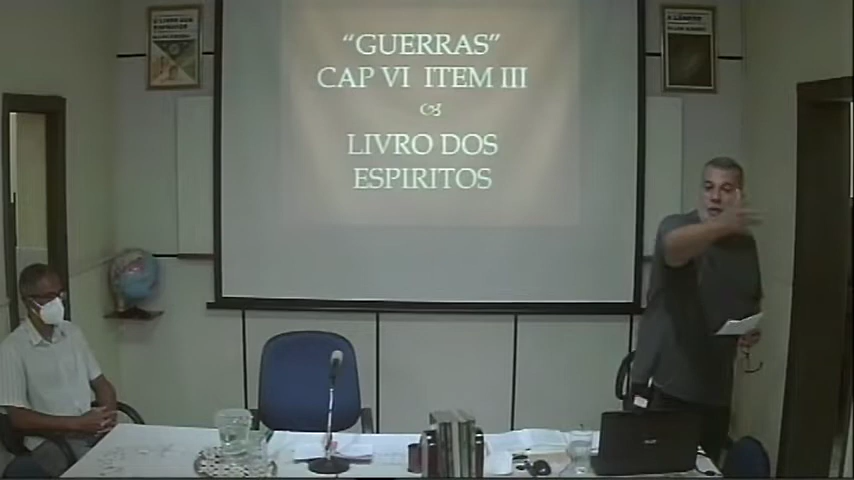 “GUERRAS”
CAP VI ITEM III
LIVRO DOS
ESPIRITOS